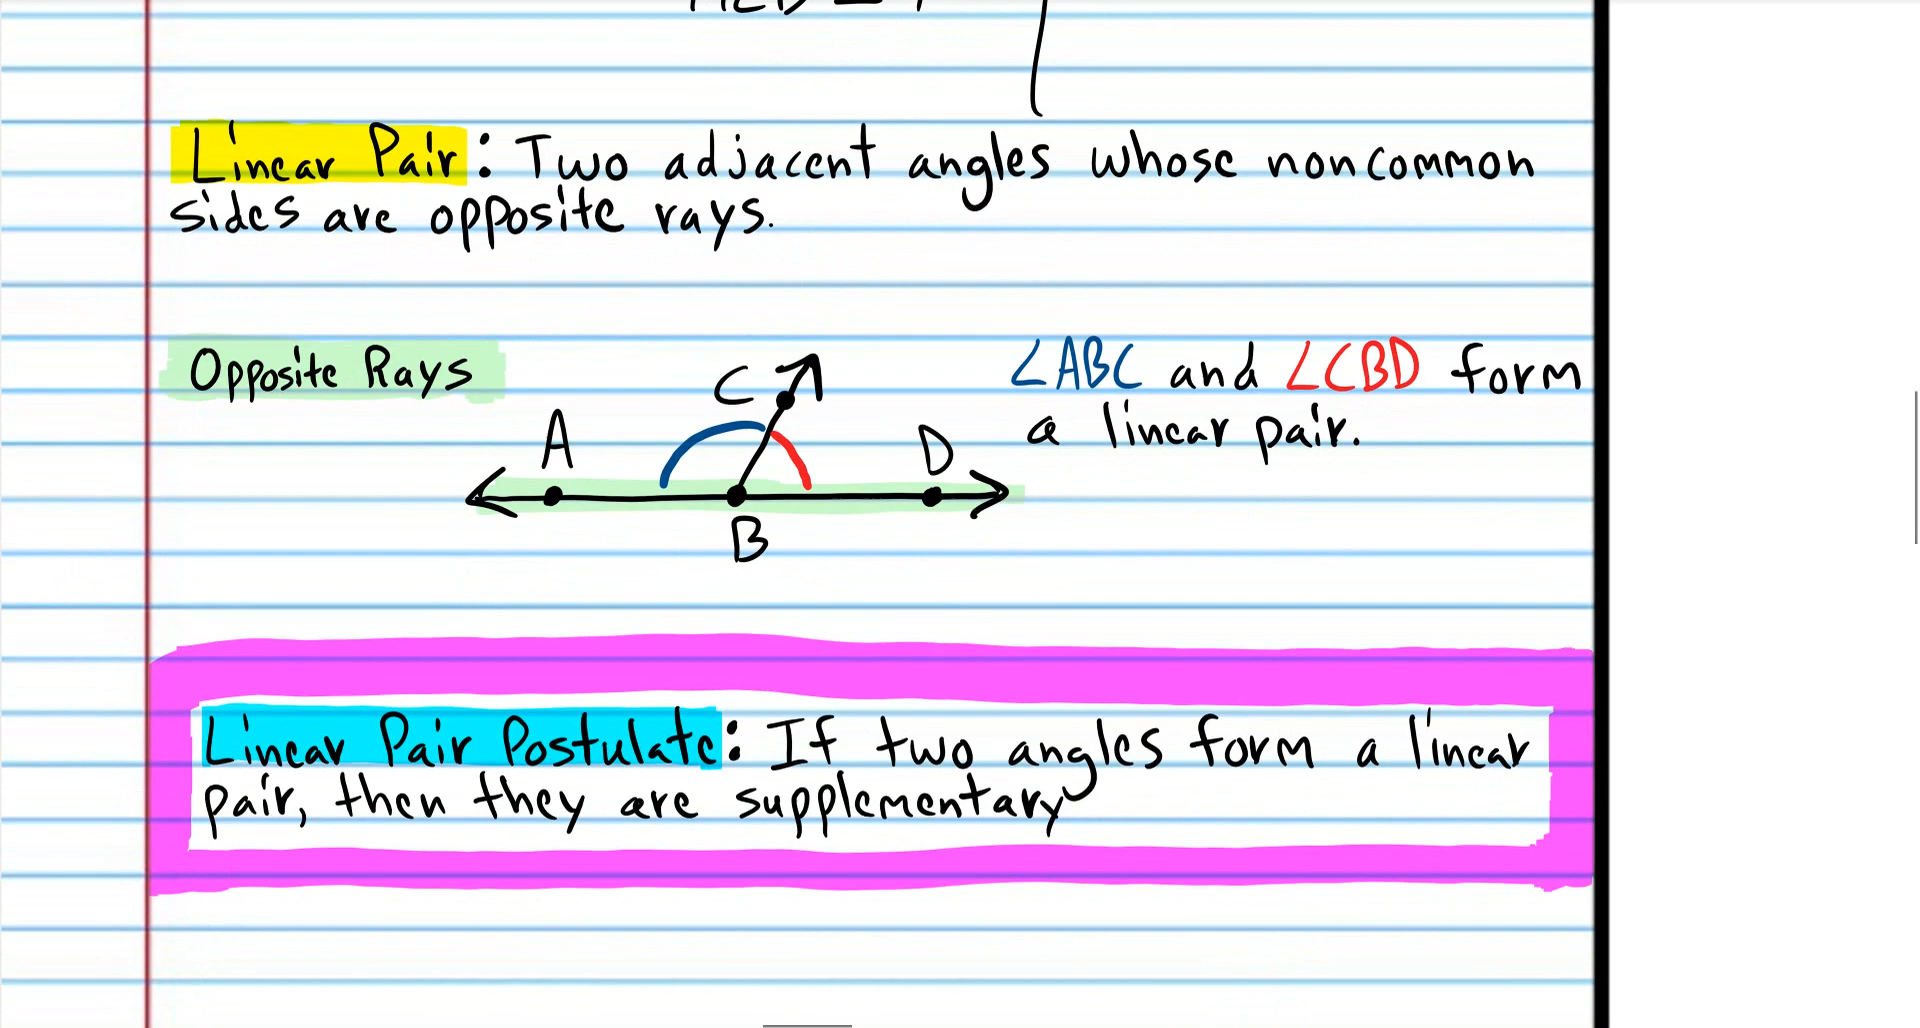 Linear Pair: Two adjacent angles whose noncommon
sides are opposite rays.
Opposite Rays
C
A
D
B
∠ABC and ∠CBD form
a linear pair.
Linear Pair Postulate: If two angles form a linear
pair, then they are supplementary